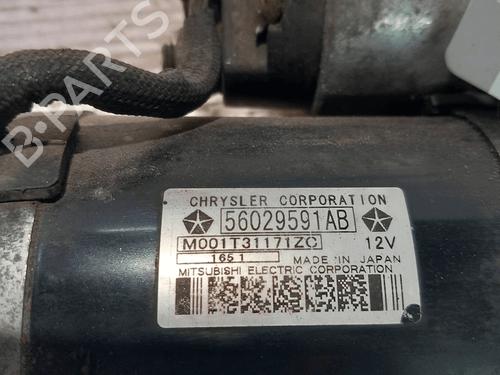 B-PARTS
CHRYSLER CORPORATION
56029591AB
M001T31171ZC 12V
1651 MADE IN JAPAN
MITSUBISHI ELECTRIC CORPORATION